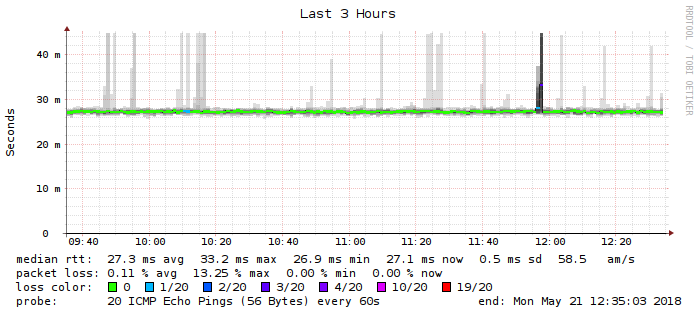 Last 3 Hours
RRDTOOL / TOBI OETIKER
Seconds
40 m
30 m
20 m
10 m
0
09:40 10:00 10:20 10:40 11:00 11:20 11:40 12:00 12:20
median rtt: 27.3 ms avg 33.2 ms max 26.9 ms min 27.1 ms now 0.5 ms sd 58.5 am/s
packet loss: 0.11 % avg 13.25 % max 0.00 % min 0.00 % now
loss color: 0 1/20 2/20 3/20 4/20 10/20 19/20
probe: 20 ICMP Echo Pings (56 Bytes) every 60s end: Mon May 21 12:35:03 2018